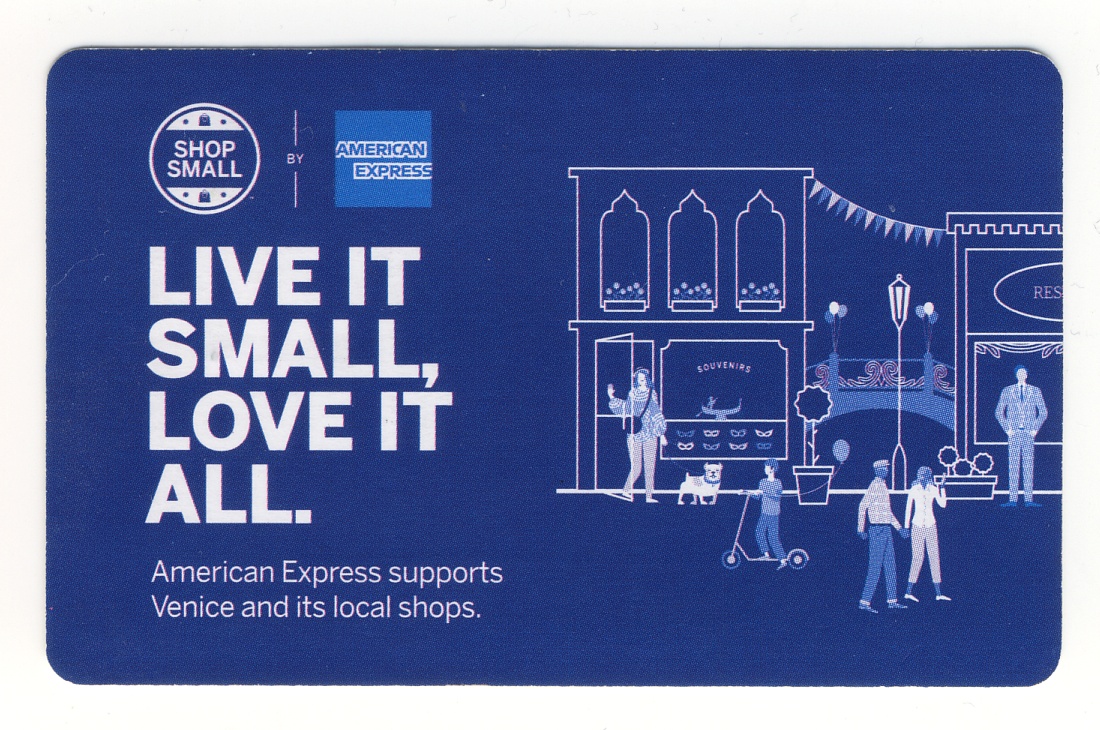 SHOP
SMALL
BY
AMERICAN
EXPRESS
LIVE IT
SMALL,
LOVE IT
ALL.
American Express supports
Venice and its local shops.
SOUVENIRS
RES